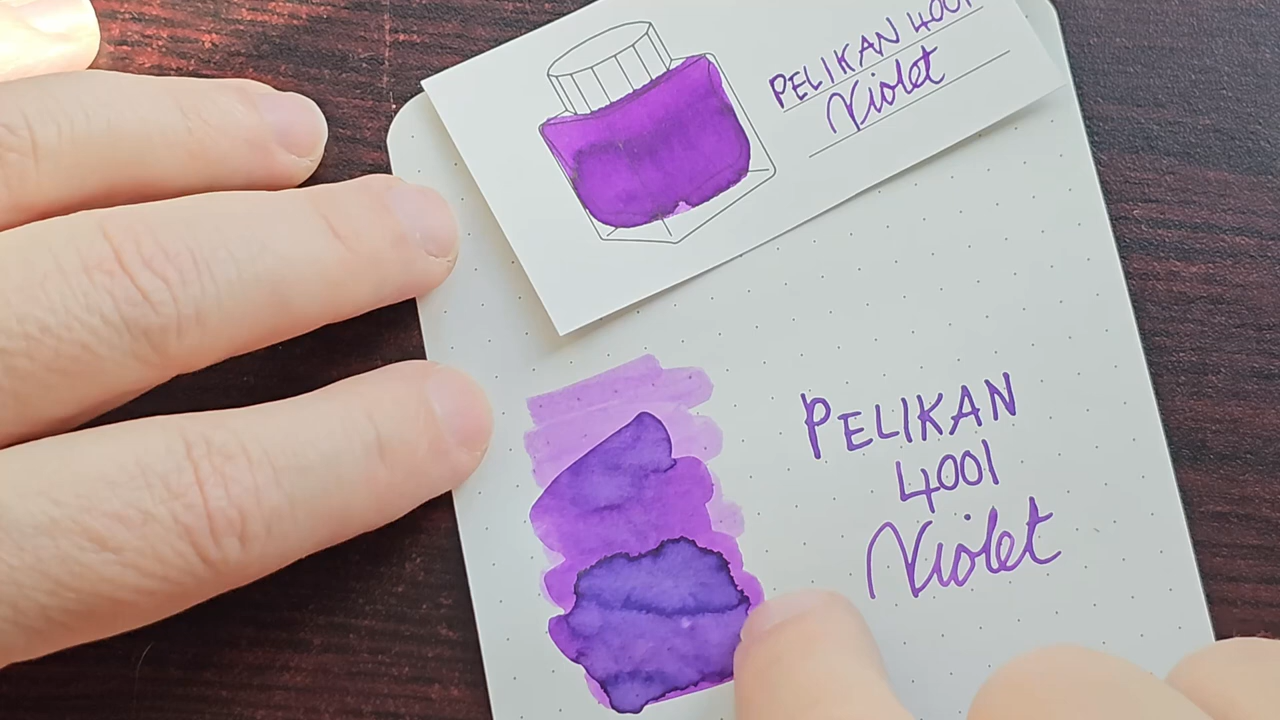 PELIKAN 4001
Violet
PELIKAN
4001
Violet